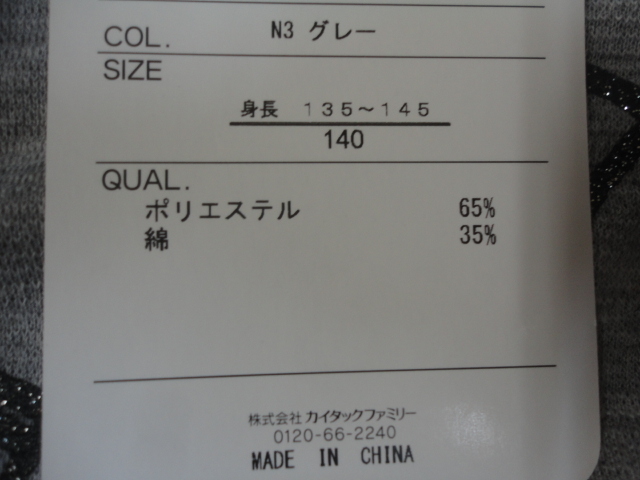 COL. N3 グレー
SIZE
身長 135～145
140
QUAL.
ポリエステル 65%
綿 35%
株式会社 カイタックファミリー
0120-66-2240
MADE IN CHINA